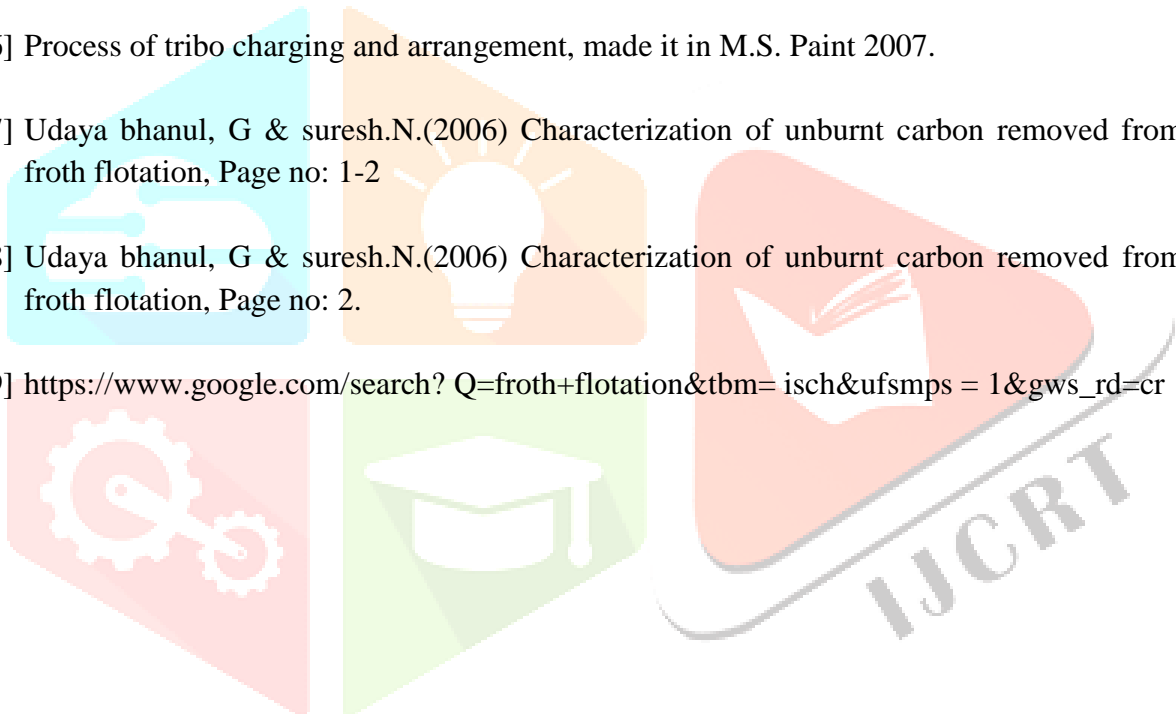 6] Process of tribo charging and arrangement, made it in M.S. Paint 2007.
7] Udaya bhanul, G & suresh.N.(2006) Characterization of unburnt carbon removed from
froth flotation, Page no: 1-2
8] Udaya bhanul, G & suresh.N.(2006) Characterization of unburnt carbon removed from
froth flotation, Page no: 2.
9] https://www.google.com/search? Q=froth+flotation&tbm= isch&ufsmps = 1&gws_rd=cr
IJCRT